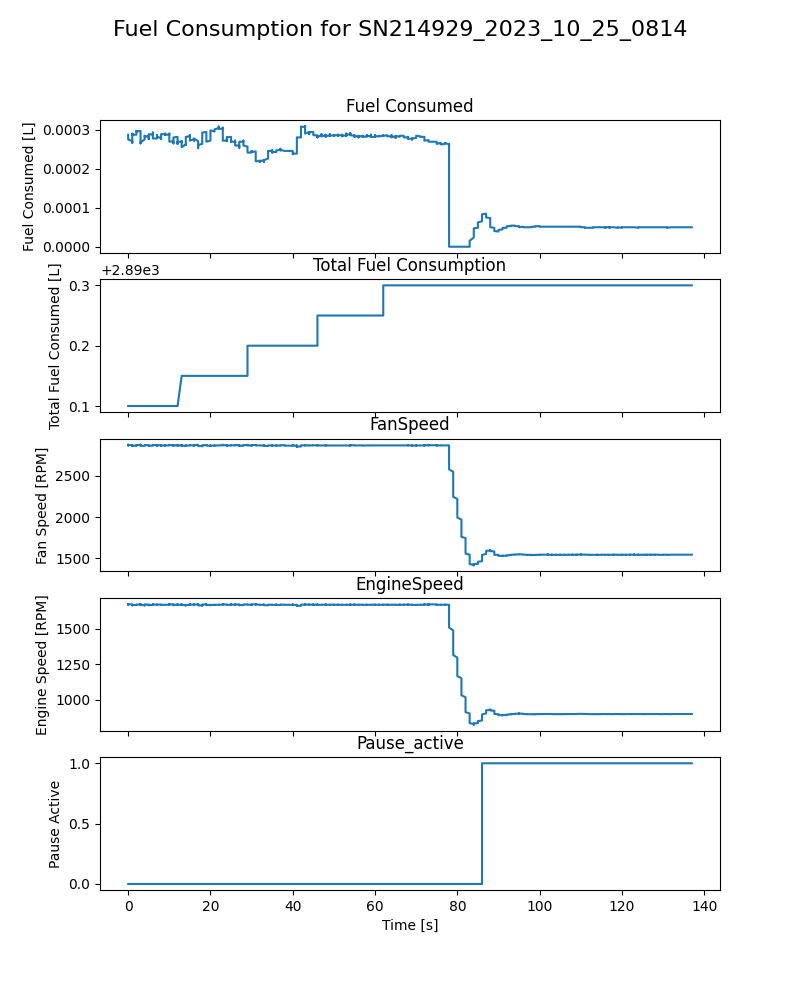 Fuel Consumption for SN214929_2023_10_25_0814
Fuel Consumed
Fuel Consumed [L]
0.0003
0.0002
0.0001
0.0000
Total Fuel Consumption
+2.89e3
Total Fuel Consumed [L]
0.3
0.2
0.1
FanSpeed
Fan Speed [RPM]
2500
2000
1500
EngineSpeed
Engine Speed [RPM]
1500
1250
1000
Pause_active
Pause Active
1.0
0.5
0.0
0 20 40 60 80 100 120 140
Time [s]